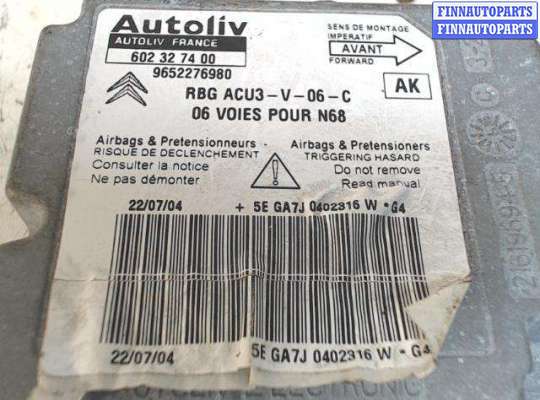 FINNAUTOPARTS
FINNAUTOPARTS
Autoliv
AUTOLIV FRANCE
602 32 74 00
9652276980
SENS DE MONTAGE
IMPERATIF
AVANT
FORWARD
RBG ACU3-V-06-C
AK
06 VOIES POUR N68
Airbags & Pretensionneurs
RISQUE DE DECLENCHEMENT
Consulter la notice
Ne pas démonter
Airbags & Pretensioners
TRIGGERING HASARD
Do not remove
Read manual
22/07/04 + 5E GA7J 0402316 W * G4
22/07/04 5E GA7J 0402316 W * G4
FINNAUTOPARTS
FINNAUTOPARTS